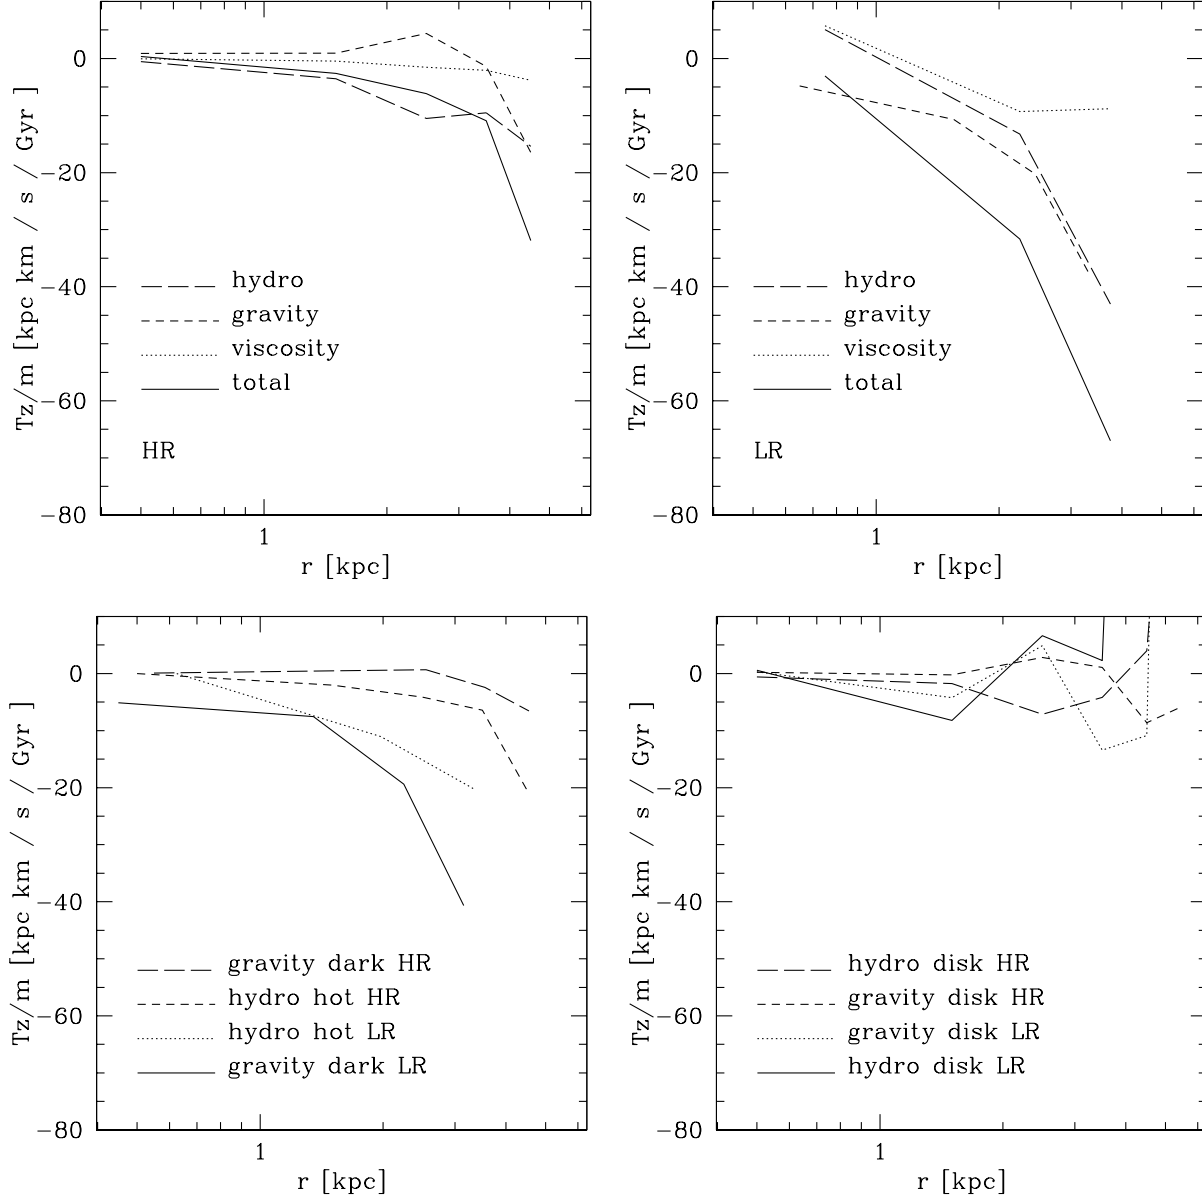 0
−20
−40
−60
−80
Tz/m [kpc km / s / Gyr ]
hydro
gravity
viscosity
total
HR
1
r [kpc]
0
−20
−40
−60
−80
Tz/m [kpc km / s / Gyr ]
hydro
gravity
viscosity
total
LR
1
r [kpc]
0
−20
−40
−60
−80
Tz/m [kpc km / s / Gyr ]
gravity dark HR
hydro hot HR
hydro hot LR
gravity dark LR
1
r [kpc]
0
−20
−40
−60
−80
Tz/m [kpc km / s / Gyr ]
hydro disk HR
gravity disk HR
gravity disk LR
hydro disk LR
1
r [kpc]